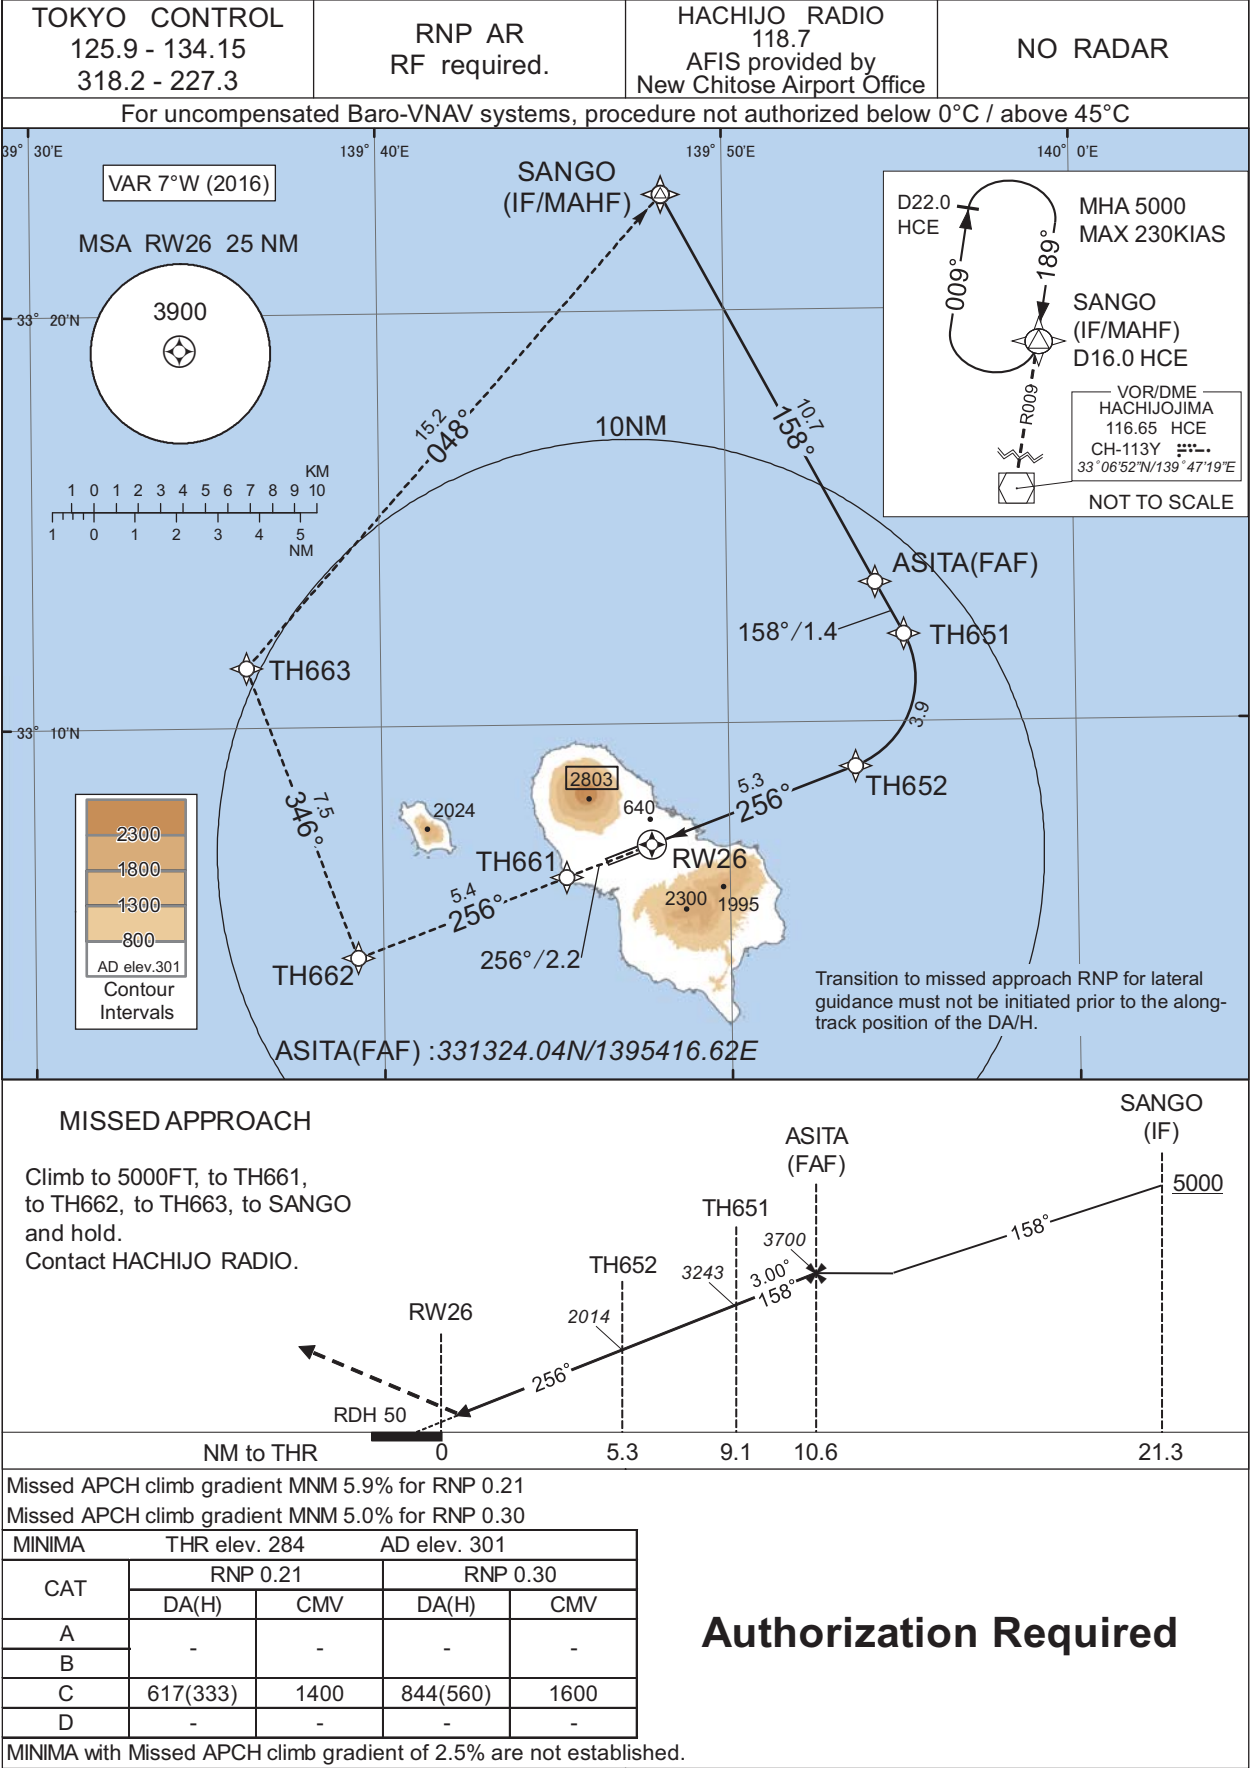 TOKYO CONTROL
125.9 - 134.15
318.2 - 227.3
RNP AR
RF required.
HACHIJO RADIO
118.7
AFIS provided by
New Chitose Airport Office
NO RADAR
For uncompensated Baro-VNAV systems, procedure not authorized below 0°C / above 45°C
39° 30'E
139° 40'E
139° 50'E
140° 0'E
VAR 7°W (2016)
MSA RW26 25 NM
3900
33° 20'N
KM
1 0 1 2 3 4 5 6 7 8 9 10
1 0 1 2 3 4 5
NM
SANGO
(IF/MAHF)
15.2
048°
10NM
10.7
158°
D22.0
HCE
MHA 5000
MAX 230KIAS
009°
189°
SANGO
(IF/MAHF)
D16.0 HCE
R009
VOR/DME
HACHIJOJIMA
116.65 HCE
CH-113Y
33°06'52"N/139°47'19"E
NOT TO SCALE
ASITA(FAF)
158°/1.4
TH651
TH663
3.9
33° 10'N
TH652
5.3
256°
7.5
346°
2803
640
2024
TH661
RW26
5.4
256°
2300
1995
256°/2.2
TH662
2300
1800
1300
800
AD elev.301
Contour
Intervals
Transition to missed approach RNP for lateral
guidance must not be initiated prior to the along-
track position of the DA/H.
ASITA(FAF) :331324.04N/1395416.62E
MISSED APPROACH
Climb to 5000FT, to TH661,
to TH662, to TH663, to SANGO
and hold.
Contact HACHIJO RADIO.
SANGO
(IF)
ASITA
(FAF)
5000
TH651
158°
3700
TH652
3243
3.00°
158°
RW26
2014
256°
RDH 50
NM to THR 0 5.3 9.1 10.6 21.3
Missed APCH climb gradient MNM 5.9% for RNP 0.21
Missed APCH climb gradient MNM 5.0% for RNP 0.30
MINIMA THR elev. 284 AD elev. 301
CAT RNP 0.21 RNP 0.30
DA(H) CMV DA(H) CMV
A - - - -
B
C 617(333) 1400 844(560) 1600
D - - - -
Authorization Required
MINIMA with Missed APCH climb gradient of 2.5% are not established.